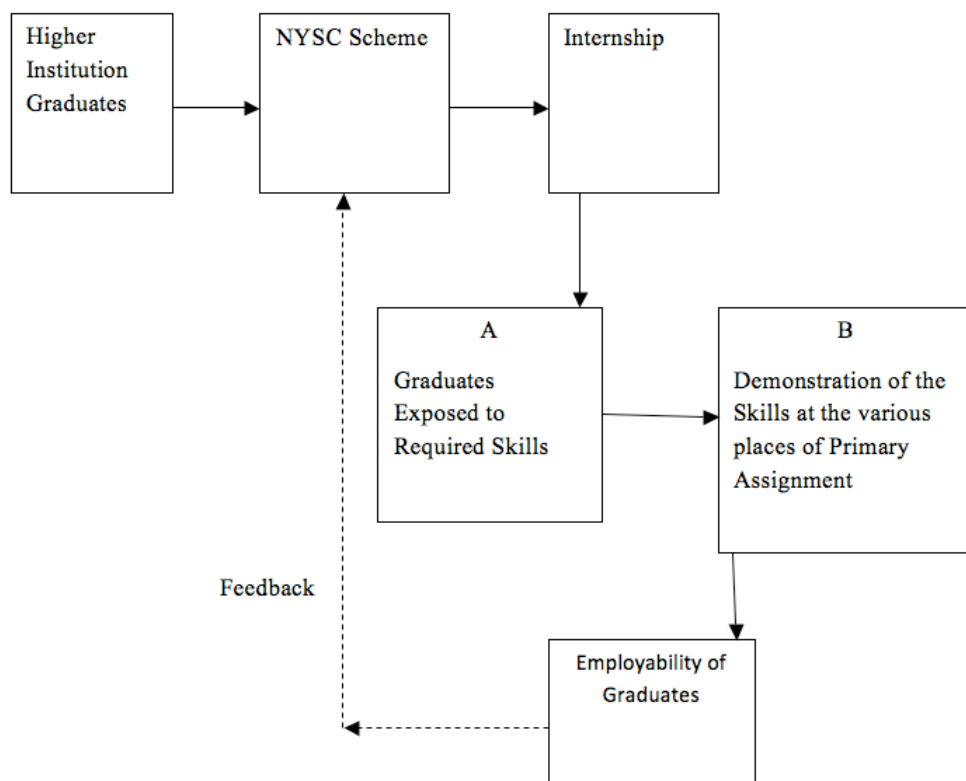 Higher
Institution
Graduates
NYSC Scheme
Internship
A
Graduates
Exposed to
Required Skills
B
Demonstration of the
Skills at the various
places of Primary
Assignment
Feedback
Employability of
Graduates